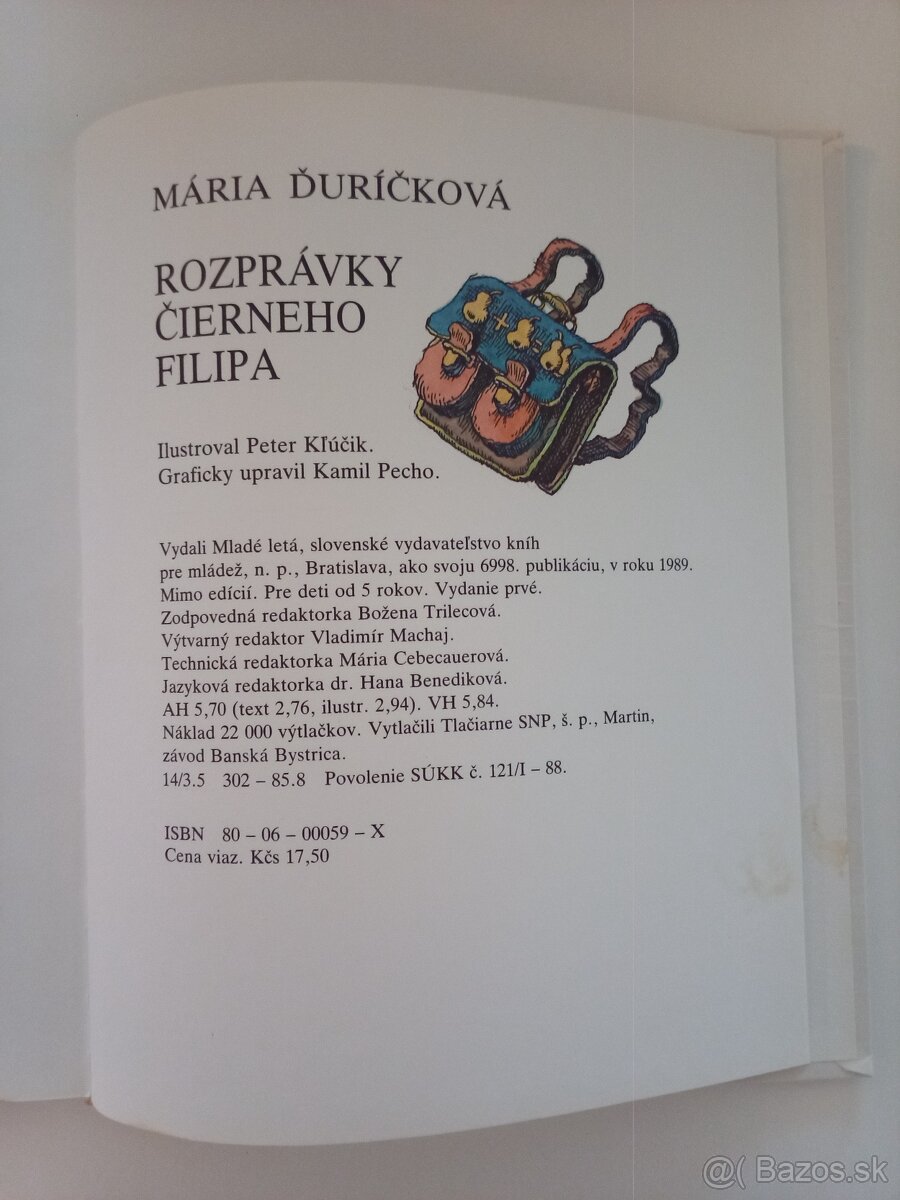 MÁRIA ĎURÍČKOVÁ
ROZPRÁVKY
ČIERNEHO
FILIPA
+ =
Ilustroval Peter Kľúčik.
Graficky upravil Kamil Pecho.
Vydali Mladé letá, slovenské vydavateľstvo kníh
pre mládež, n. p., Bratislava, ako svoju 6998. publikáciu, v roku 1989.
Mimo edícií. Pre deti od 5 rokov. Vydanie prvé.
Zodpovedná redaktorka Božena Trilecová.
Výtvarný redaktor Vladimír Machaj.
Technická redaktorka Mária Cebecauerová.
Jazyková redaktorka dr. Hana Benediková.
AH 5,70 (text 2,76, ilustr. 2,94). VH 5,84.
Náklad 22 000 výtlačkov. Vytlačili Tlačiarne SNP, š. p., Martin,
závod Banská Bystrica.
14/3.5 302 – 85.8 Povolenie SÚKK č. 121/I – 88.
ISBN 80 – 06 – 00059 – X
Cena viaz. Kčs 17,50
@( Bazos.sk